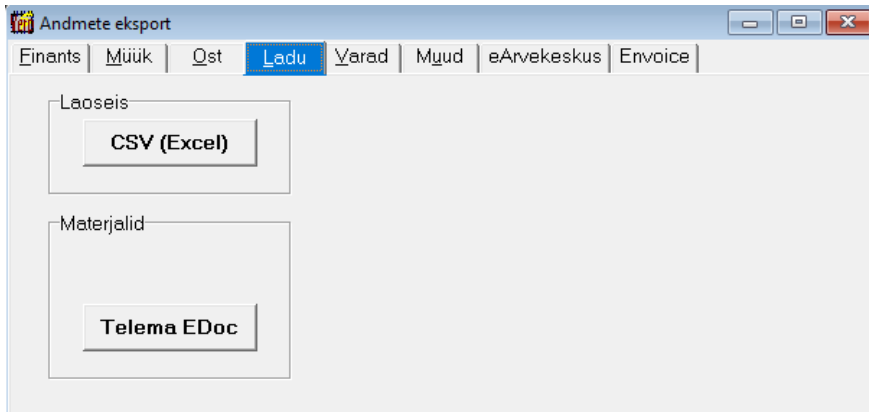 Andmete eksport
Finants Müük Ost Ladu Varad Muud eArvekeskus Envoice
Laoseis
CSV (Excel)
Materjalid
Telema EDoc